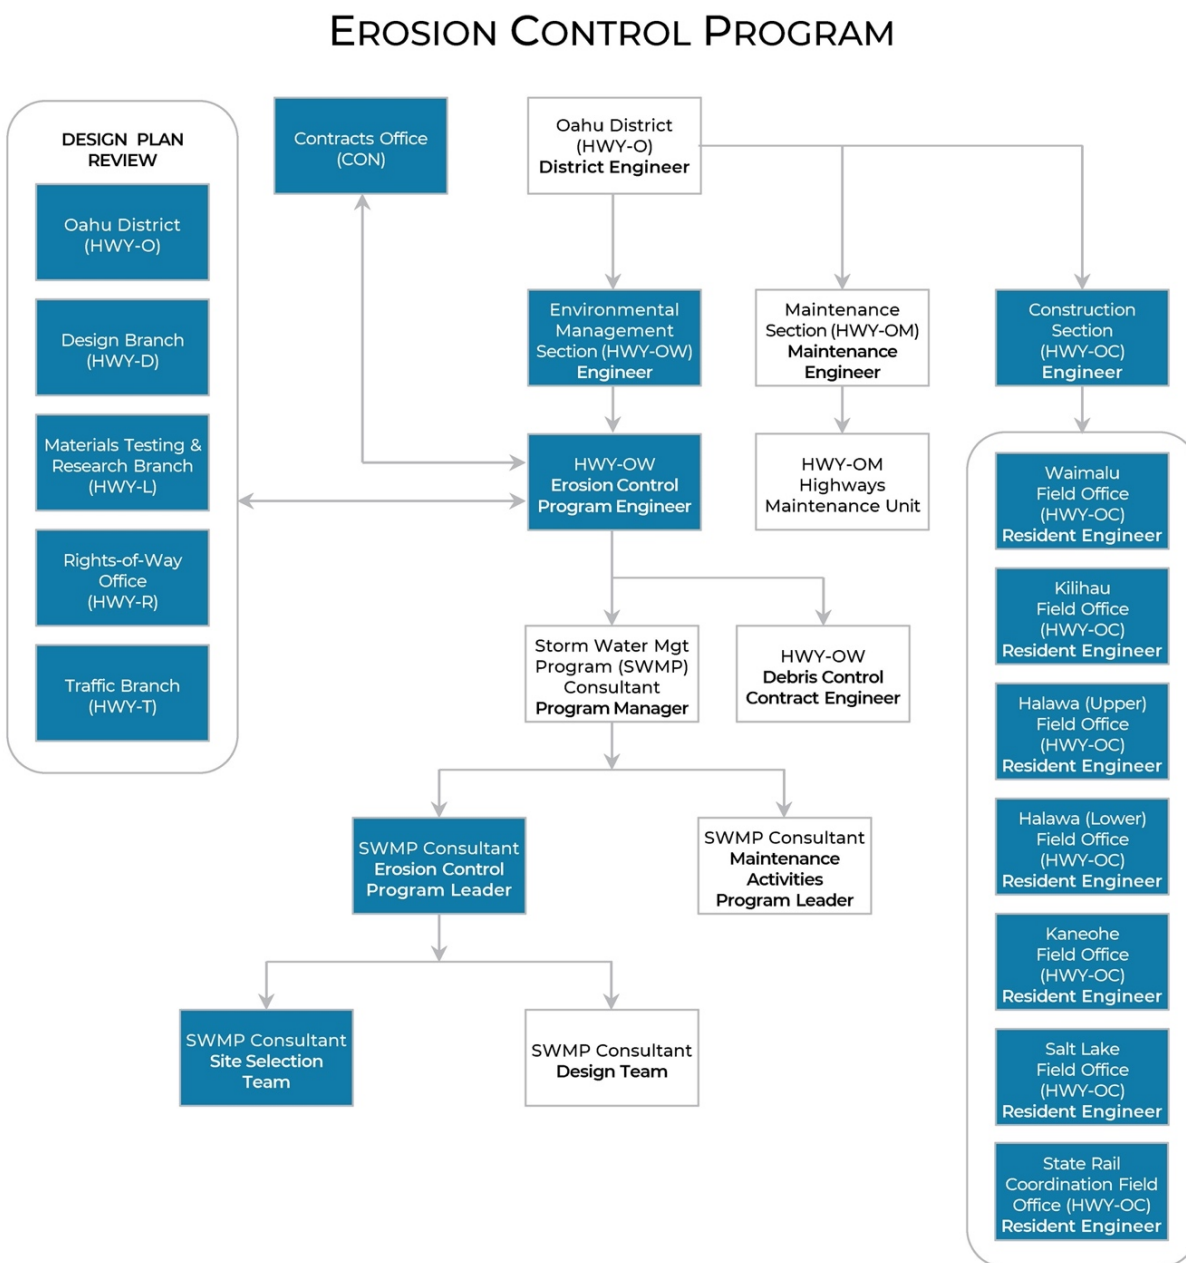 EROSION CONTROL PROGRAM
DESIGN PLAN
REVIEW
Oahu District
(HWY-O)
Design Branch
(HWY-D)
Materials Testing &
Research Branch
(HWY-L)
Rights-of-Way
Office
(HWY-R)
Traffic Branch
(HWY-T)
Contracts Office
(CON)
Oahu District
(HWY-O)
District Engineer
Environmental
Management
Section (HWY-OW)
Engineer
Maintenance
Section (HWY-OM)
Maintenance
Engineer
Construction
Section
(HWY-OC)
Engineer
HWY-OW
Erosion Control
Program Engineer
HWY-OM
Highways
Maintenance Unit
Storm Water Mgt
Program (SWMP)
Consultant
Program Manager
HWY-OW
Debris Control
Contract Engineer
SWMP Consultant
Erosion Control
Program Leader
SWMP Consultant
Maintenance
Activities
Program Leader
SWMP Consultant
Site Selection
Team
SWMP Consultant
Design Team
Waimalu
Field Office
(HWY-OC)
Resident Engineer
Kilihau
Field Office
(HWY-OC)
Resident Engineer
Halawa (Upper)
Field Office
(HWY-OC)
Resident Engineer
Halawa (Lower)
Field Office
(HWY-OC)
Resident Engineer
Kaneohe
Field Office
(HWY-OC)
Resident Engineer
Salt Lake
Field Office
(HWY-OC)
Resident Engineer
State Rail
Coordination Field
Office (HWY-OC)
Resident Engineer